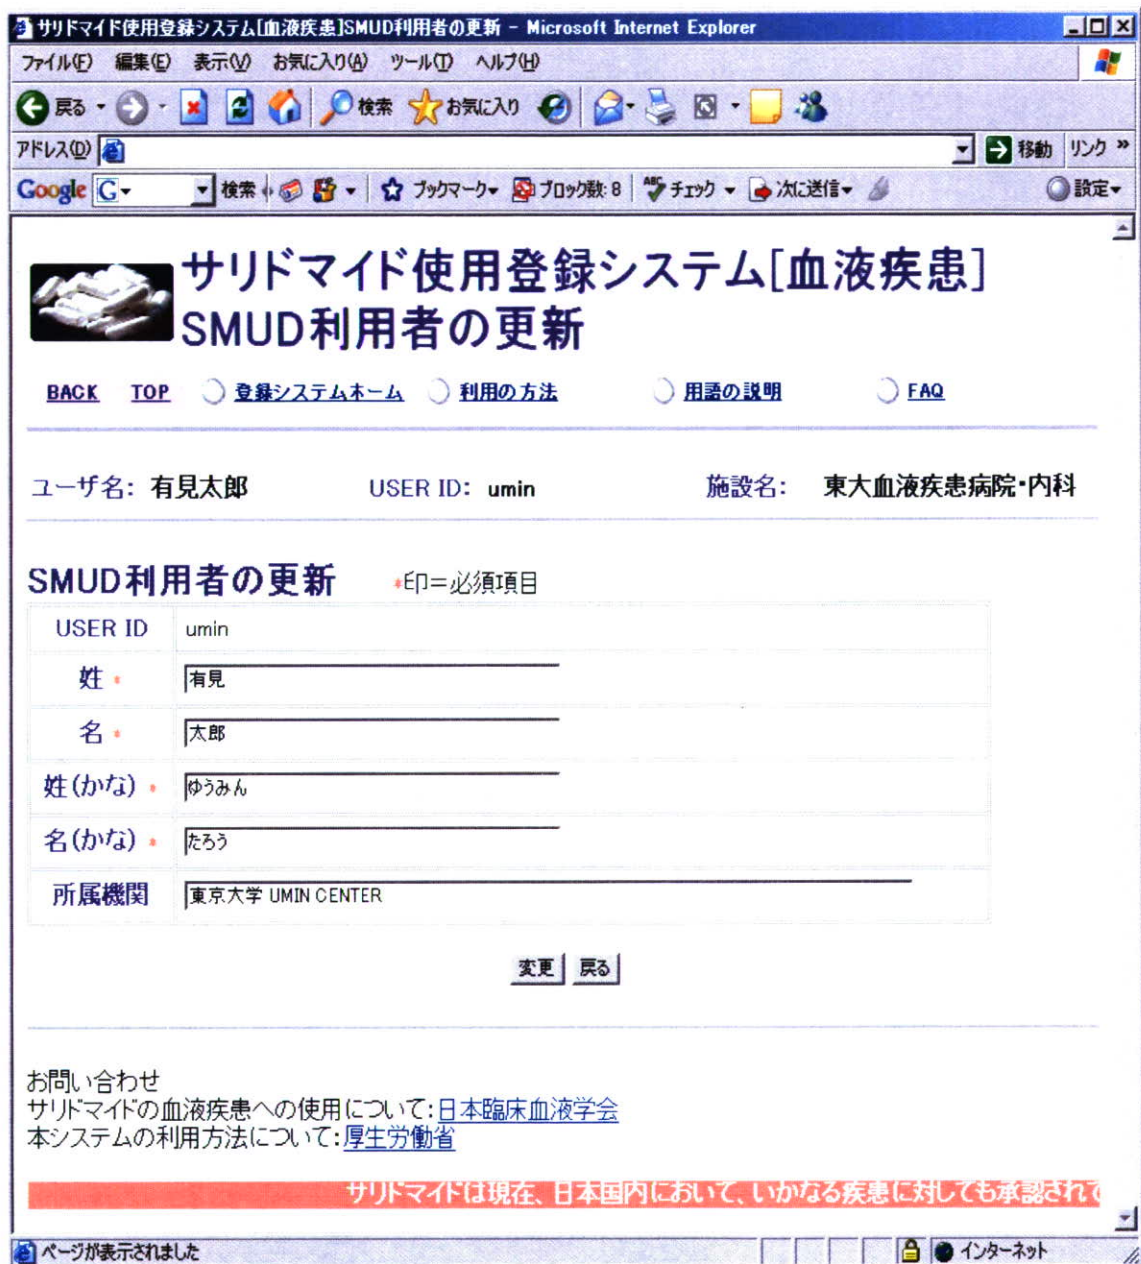 サリドマイド使用登録システム[血液疾患]SMUD利用者の更新 - Microsoft Internet Explorer
ファイル(F) 編集(E) 表示(V) お気に入り(A) ツール(T) ヘルプ(H)
戻る 検索 お気に入り
アドレス(D) 移動 リンク »
Google G 検索 ブックマーク ブロック数: 8 ABC チェック 次に送信 設定
サリドマイド使用登録システム[血液疾患]
SMUD利用者の更新
BACK TOP 登録システムホーム 利用の方法 用語の説明 FAQ
ユーザ名: 有見太郎 USER ID: umin 施設名: 東大血液疾患病院・内科
SMUD利用者の更新 *印=必須項目
USER ID umin
姓 * 有見
名 * 太郎
姓(かな) * ゆうみん
名(かな) * たろう
所属機関 東京大学 UMIN CENTER
変更 戻る
お問い合わせ
サリドマイドの血液疾患への使用について: 日本臨床血液学会
本システムの利用方法について: 厚生労働省
サリドマイドは現在、日本国内において、いかなる疾患に対しても承認されて
ページが表示されました インターネット